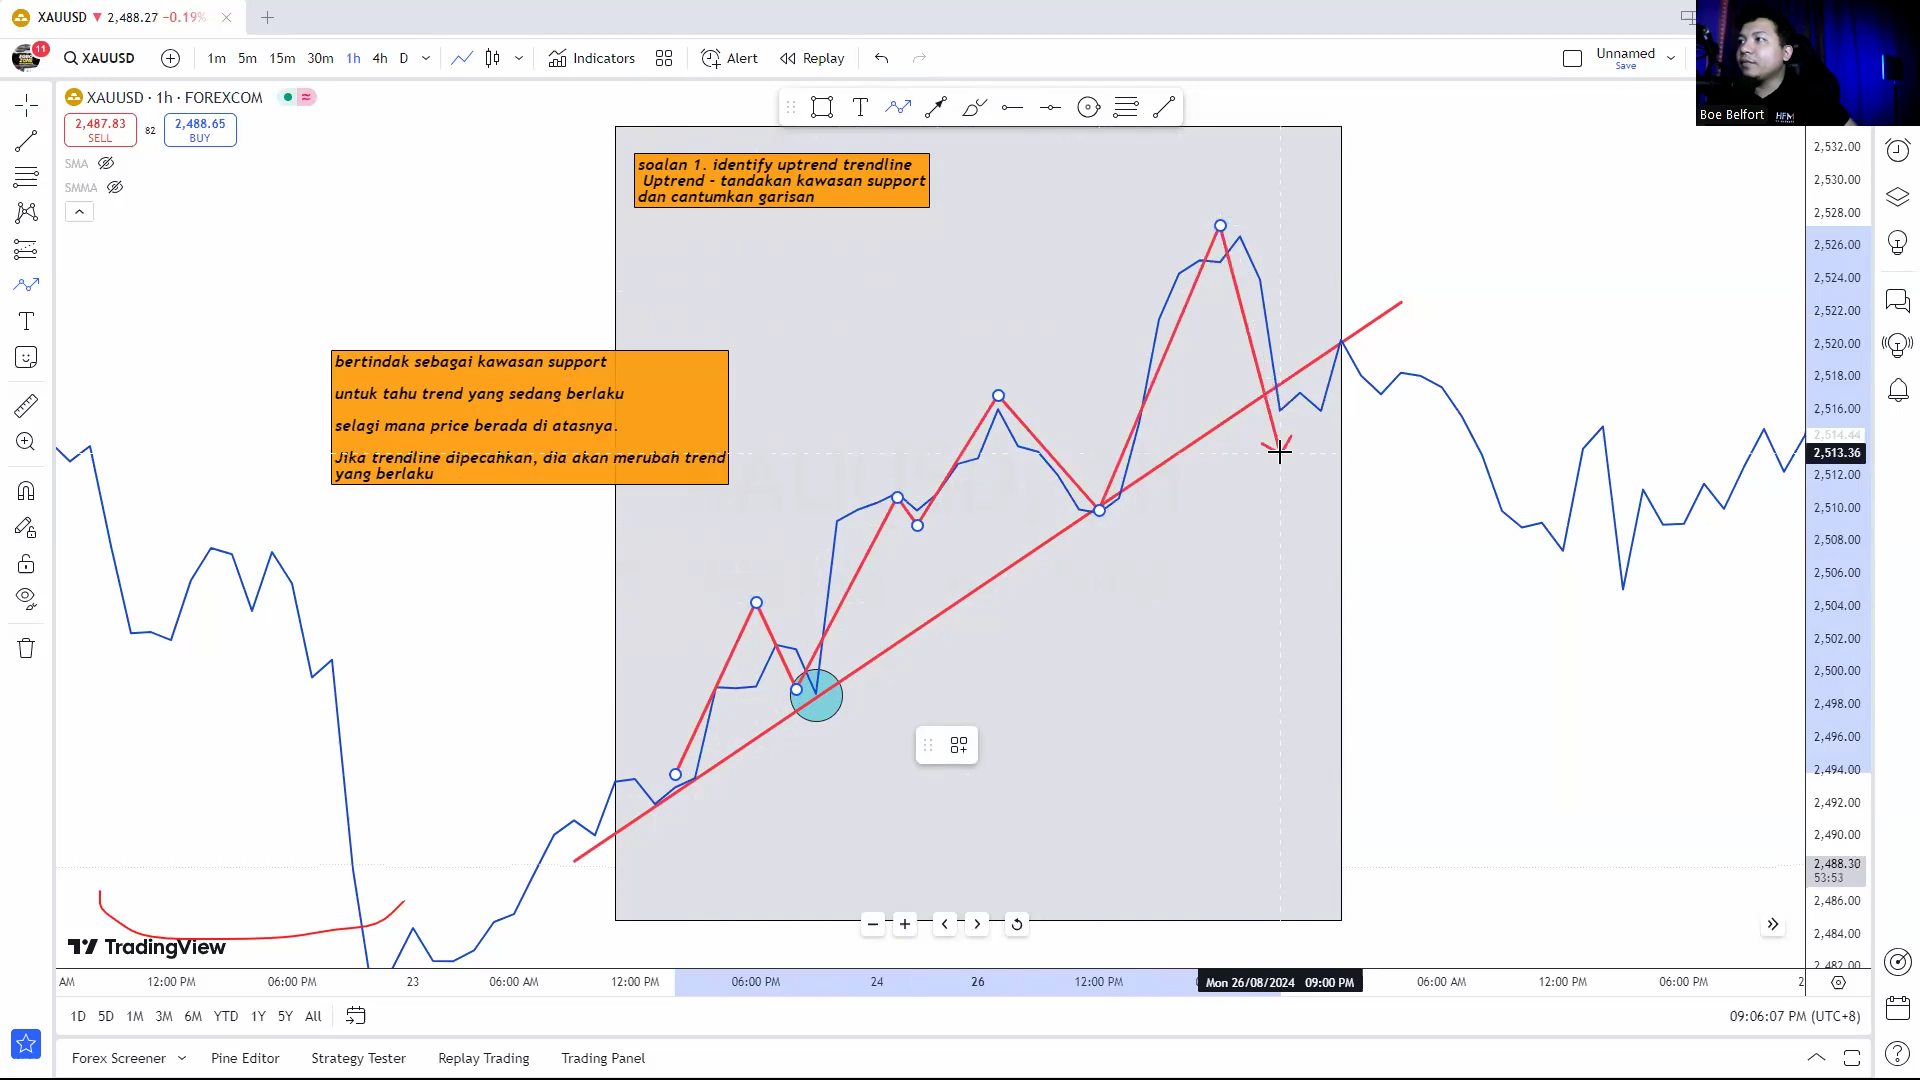 XAUUSD ▼ 2,488.27 −0.19%
11
XAUUSD 1m 5m 15m 30m 1h 4h D Indicators Alert Replay Unnamed
Save
Boe Belfort HFM
XAUUSD · 1h · FOREXCOM
2,487.83
SELL
82
2,488.65
BUY
SMA
SMMA
soalan 1. identify uptrend trendline
Uptrend - tandakan kawasan support
dan cantumkan garisan
bertindak sebagai kawasan support
untuk tahu trend yang sedang berlaku
selagi mana price berada di atasnya.
Jika trendline dipecahkan, dia akan merubah trend
yang berlaku
2,532.00
2,530.00
2,528.00
2,526.00
2,524.00
2,522.00
2,520.00
2,518.00
2,516.00
2,514.44
2,513.36
2,512.00
2,510.00
2,508.00
2,506.00
2,504.00
2,502.00
2,500.00
2,498.00
2,496.00
2,494.00
2,492.00
2,490.00
2,488.30
53:53
2,486.00
2,484.00
2,482.00
TradingView
AM 12:00 PM 06:00 PM 23 06:00 AM 12:00 PM 06:00 PM 24 26 12:00 PM Mon 26/08/2024 09:00 PM 06:00 AM 12:00 PM 06:00 PM 2
1D 5D 1M 3M 6M YTD 1Y 5Y All 09:06:07 PM (UTC+8)
Forex Screener Pine Editor Strategy Tester Replay Trading Trading Panel